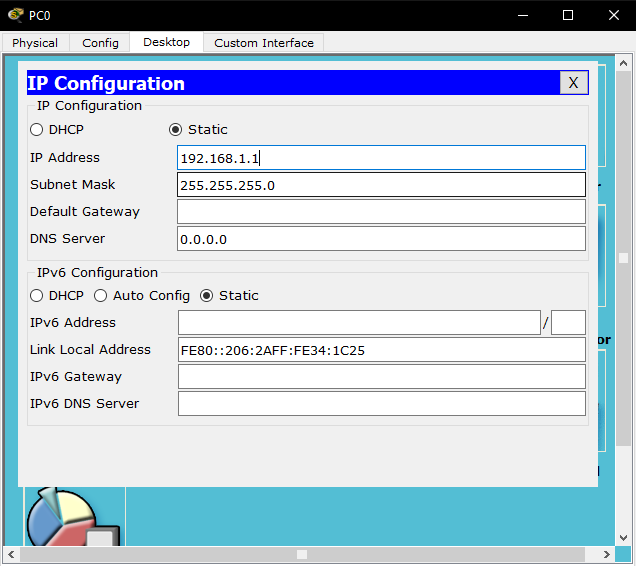 PC0
Physical Config Desktop Custom Interface
IP Configuration X
IP Configuration
DHCP Static
IP Address 192.168.1.1
Subnet Mask 255.255.255.0
Default Gateway
DNS Server 0.0.0.0
IPv6 Configuration
DHCP Auto Config Static
IPv6 Address /
Link Local Address FE80::206:2AFF:FE34:1C25
IPv6 Gateway
IPv6 DNS Server